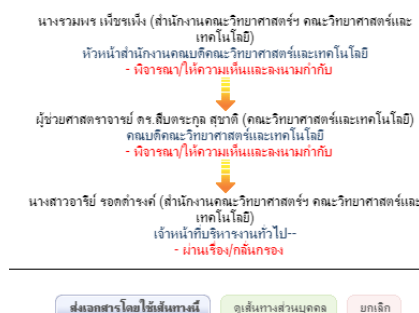 นางรวมพร เพ็ชรเพ็ง (สำนักงานคณะวิทยาศาสตร์ฯ คณะวิทยาศาสตร์และ
เทคโนโลยี)
หัวหน้าสำนักงานคณบดีคณะวิทยาศาสตร์และเทคโนโลยี
- พิจารณา/ให้ความเห็นและลงนามกำกับ
ผู้ช่วยศาสตราจารย์ ดร.สืบตระกูล สุชาติ (คณะวิทยาศาสตร์และเทคโนโลยี)
คณบดีคณะวิทยาศาสตร์และเทคโนโลยี
- พิจารณา/ให้ความเห็นและลงนามกำกับ
นางสาวอารีย์ รอดดำรงค์ (สำนักงานคณะวิทยาศาสตร์ฯ คณะวิทยาศาสตร์และ
เทคโนโลยี)
เจ้าหน้าที่บริหารงานทั่วไป--
- ผ่านเรื่อง/กลั่นกรอง
ส่งเอกสารโดยใช้เส้นทางนี้ ดูเส้นทางส่วนบุคคล ยกเลิก